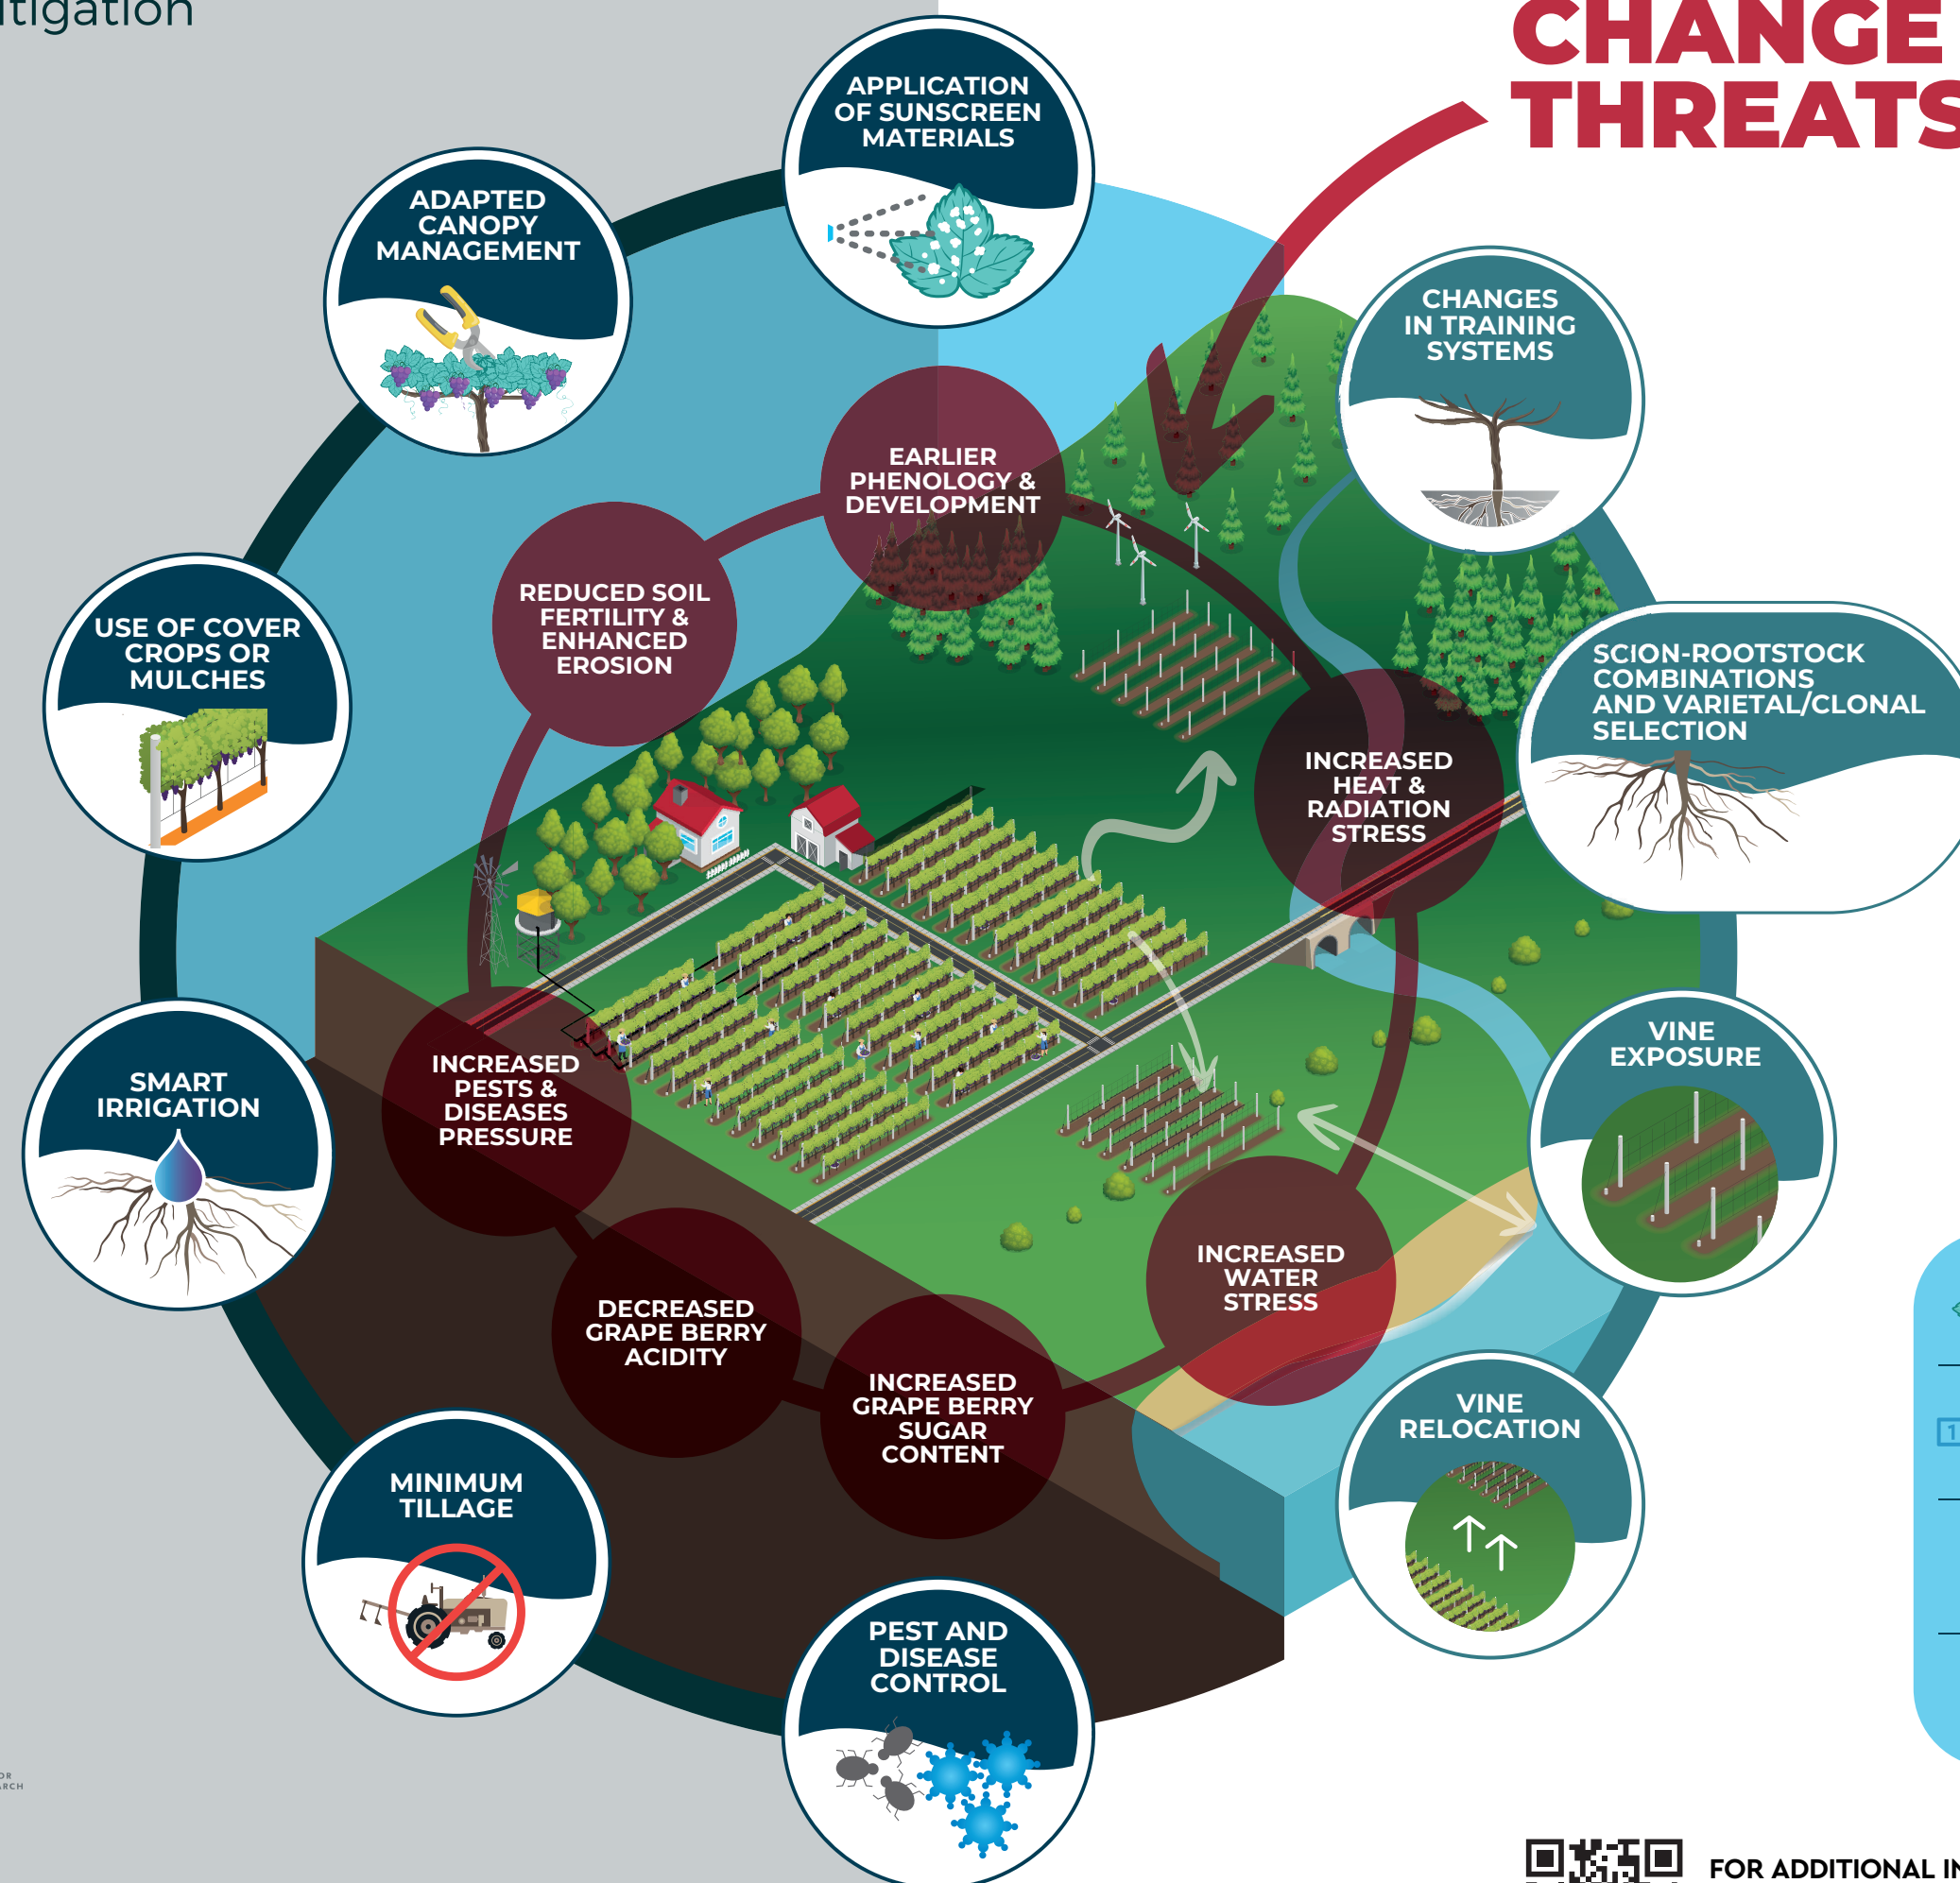 CHANGE
THREATS
APPLICATION
OF SUNSCREEN
MATERIALS
ADAPTED
CANOPY
MANAGEMENT
CHANGES
IN TRAINING
SYSTEMS
EARLIER
PHENOLOGY &
DEVELOPMENT
REDUCED SOIL
FERTILITY &
ENHANCED
EROSION
USE OF COVER
CROPS OR
MULCHES
SCION-ROOTSTOCK
COMBINATIONS
AND VARIETAL/CLONAL
SELECTION
INCREASED
HEAT &
RADIATION
STRESS
VINE
EXPOSURE
INCREASED
PESTS &
DISEASES
PRESSURE
SMART
IRRIGATION
INCREASED
WATER
STRESS
DECREASED
GRAPE BERRY
ACIDITY
INCREASED
GRAPE BERRY
SUGAR
CONTENT
VINE
RELOCATION
MINIMUM
TILLAGE
PEST AND
DISEASE
CONTROL
1
FOR ADDITIONAL